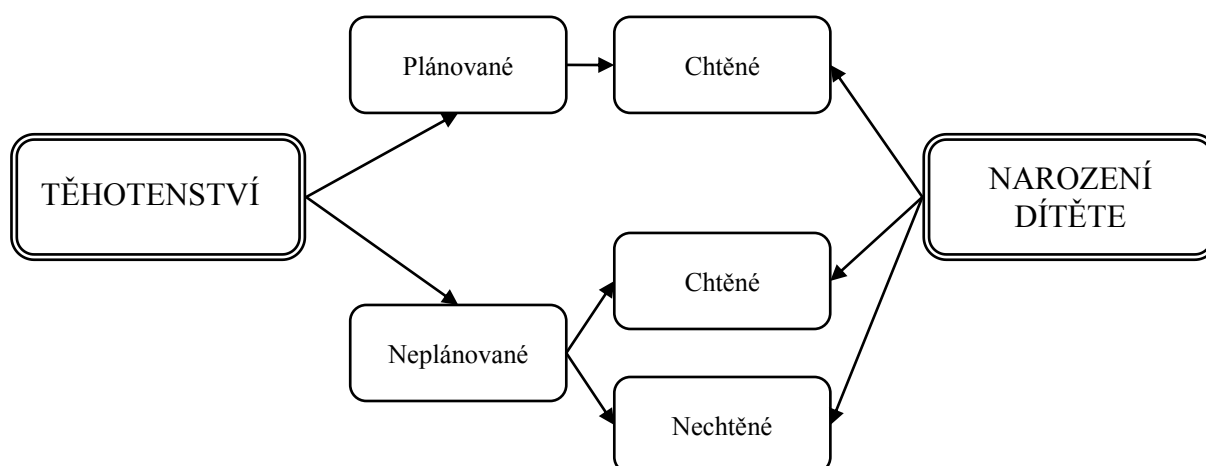 Plánované
Chtěné
TĚHOTENSTVÍ
NAROZENÍ
DÍTĚTE
Chtěné
Neplánované
Nechtěné